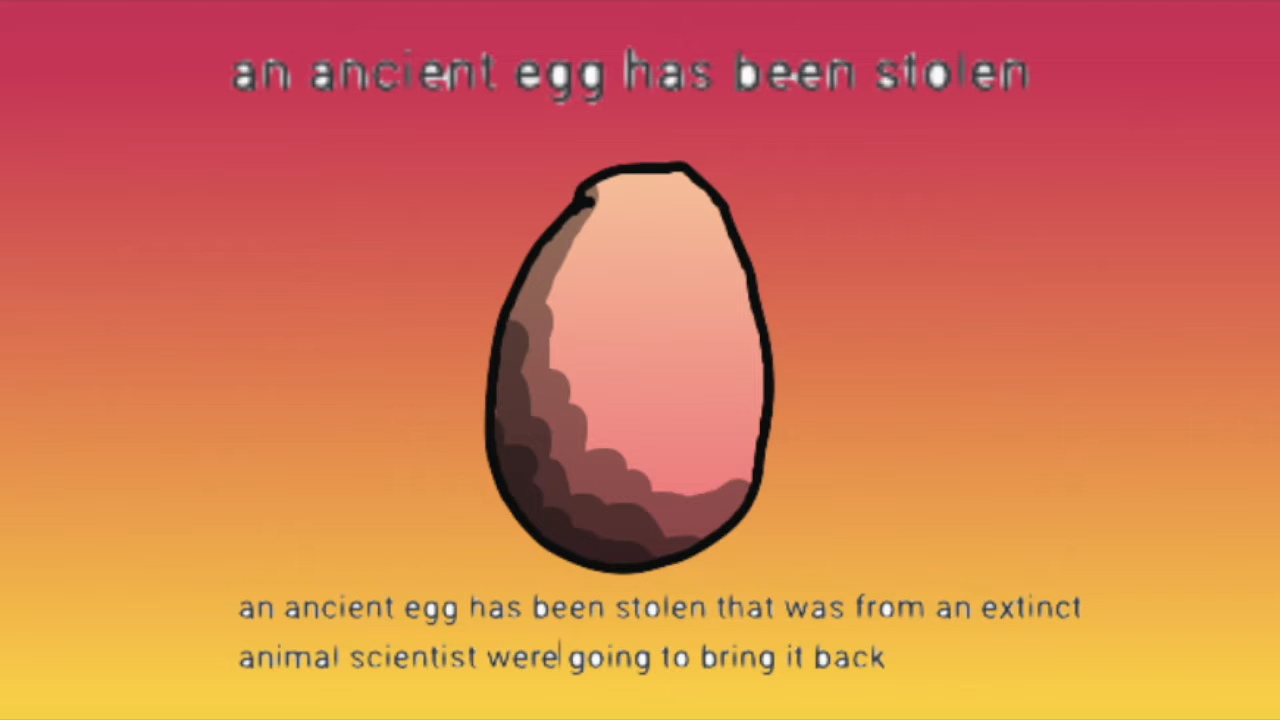 an ancient egg has been stolen
an ancient egg has been stolen that was from an extinct
animal scientist were going to bring it back